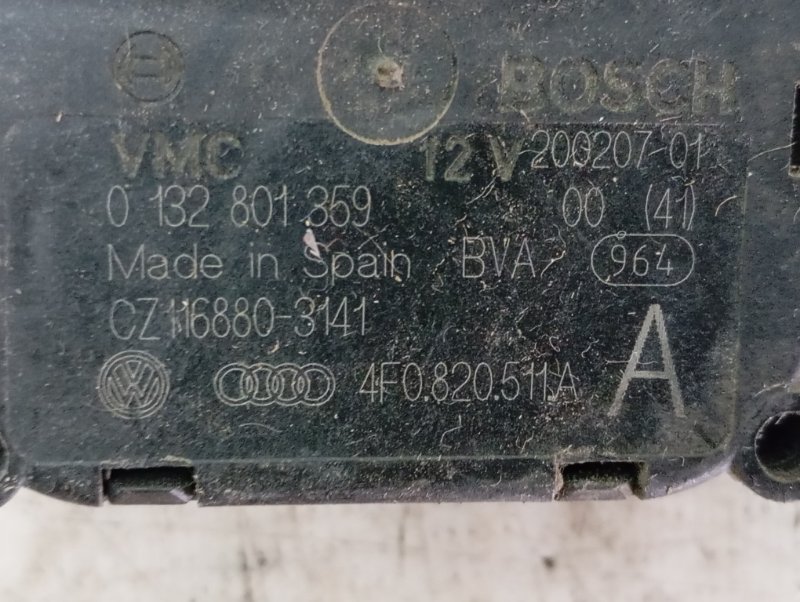 BOSCH
VMC 12 V 200207-01
0 132 801 359 00 (41)
Made in Spain BVA 964
CZ116880-3141
4F0.820.511.A A